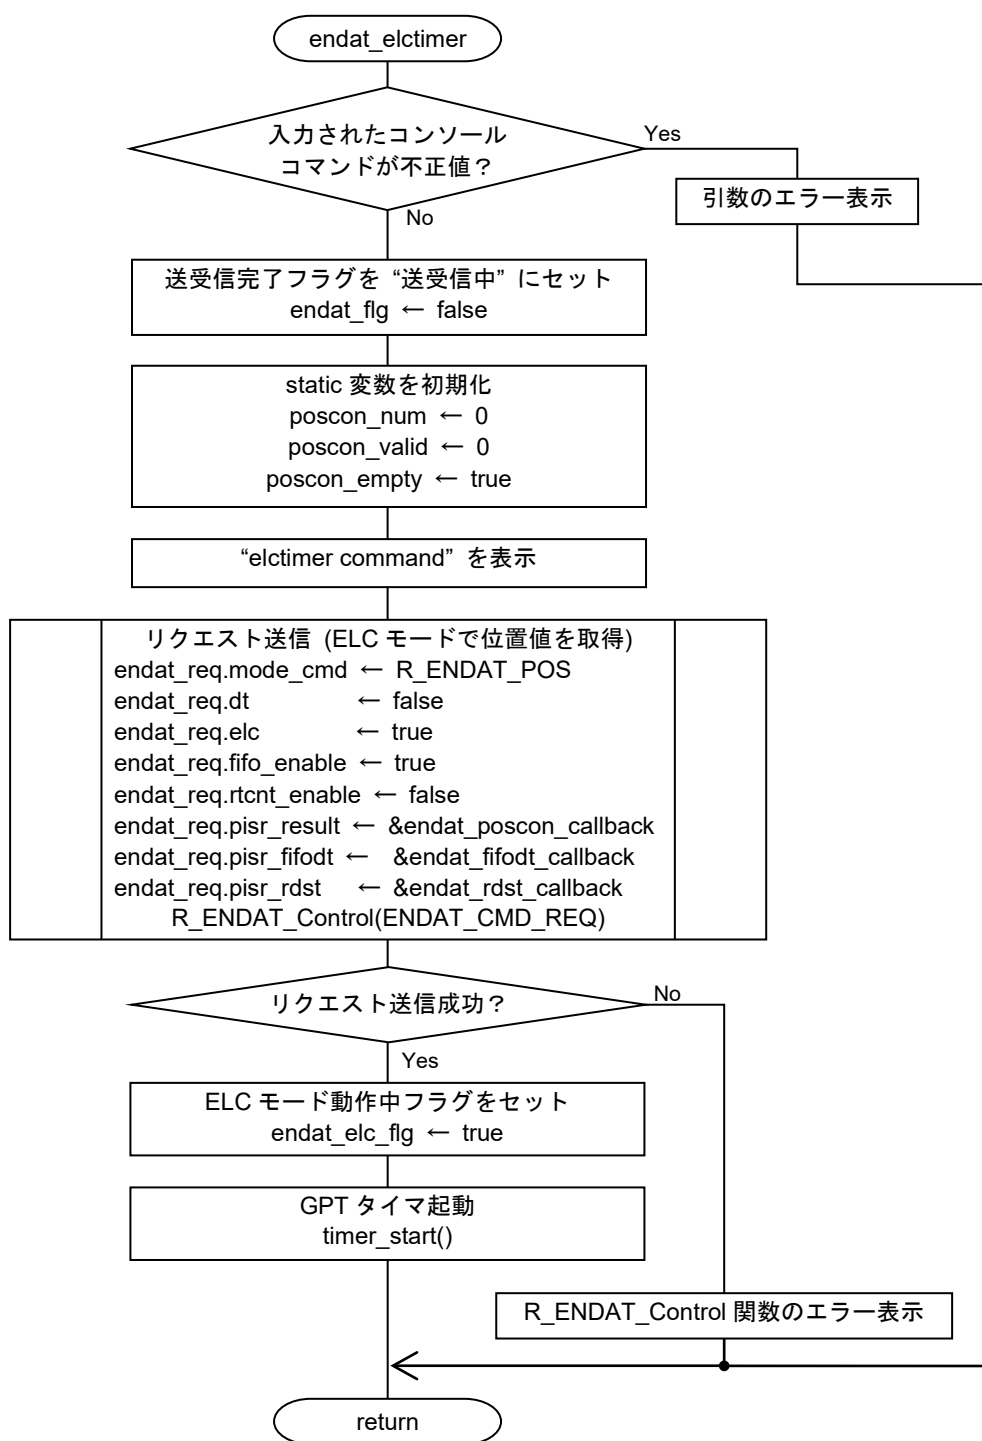 endat_elctimer
入力されたコンソール
コマンドが不正値？
Yes
引数のエラー表示
No
送受信完了フラグを “送受信中” にセット
endat_flg ← false
static 変数を初期化
poscon_num ← 0
poscon_valid ← 0
poscon_empty ← true
“elctimer command” を表示
リクエスト送信 (ELC モードで位置値を取得)
endat_req.mode_cmd ← R_ENDAT_POS
endat_req.dt ← false
endat_req.elc ← true
endat_req.fifo_enable ← true
endat_req.rtcnt_enable ← false
endat_req.pisr_result ← &endat_poscon_callback
endat_req.pisr_fifodt ← &endat_fifodt_callback
endat_req.pisr_rdst ← &endat_rdst_callback
R_ENDAT_Control(ENDAT_CMD_REQ)
リクエスト送信成功？
No
Yes
ELC モード動作中フラグをセット
endat_elc_flg ← true
GPT タイマ起動
timer_start()
R_ENDAT_Control 関数のエラー表示
return